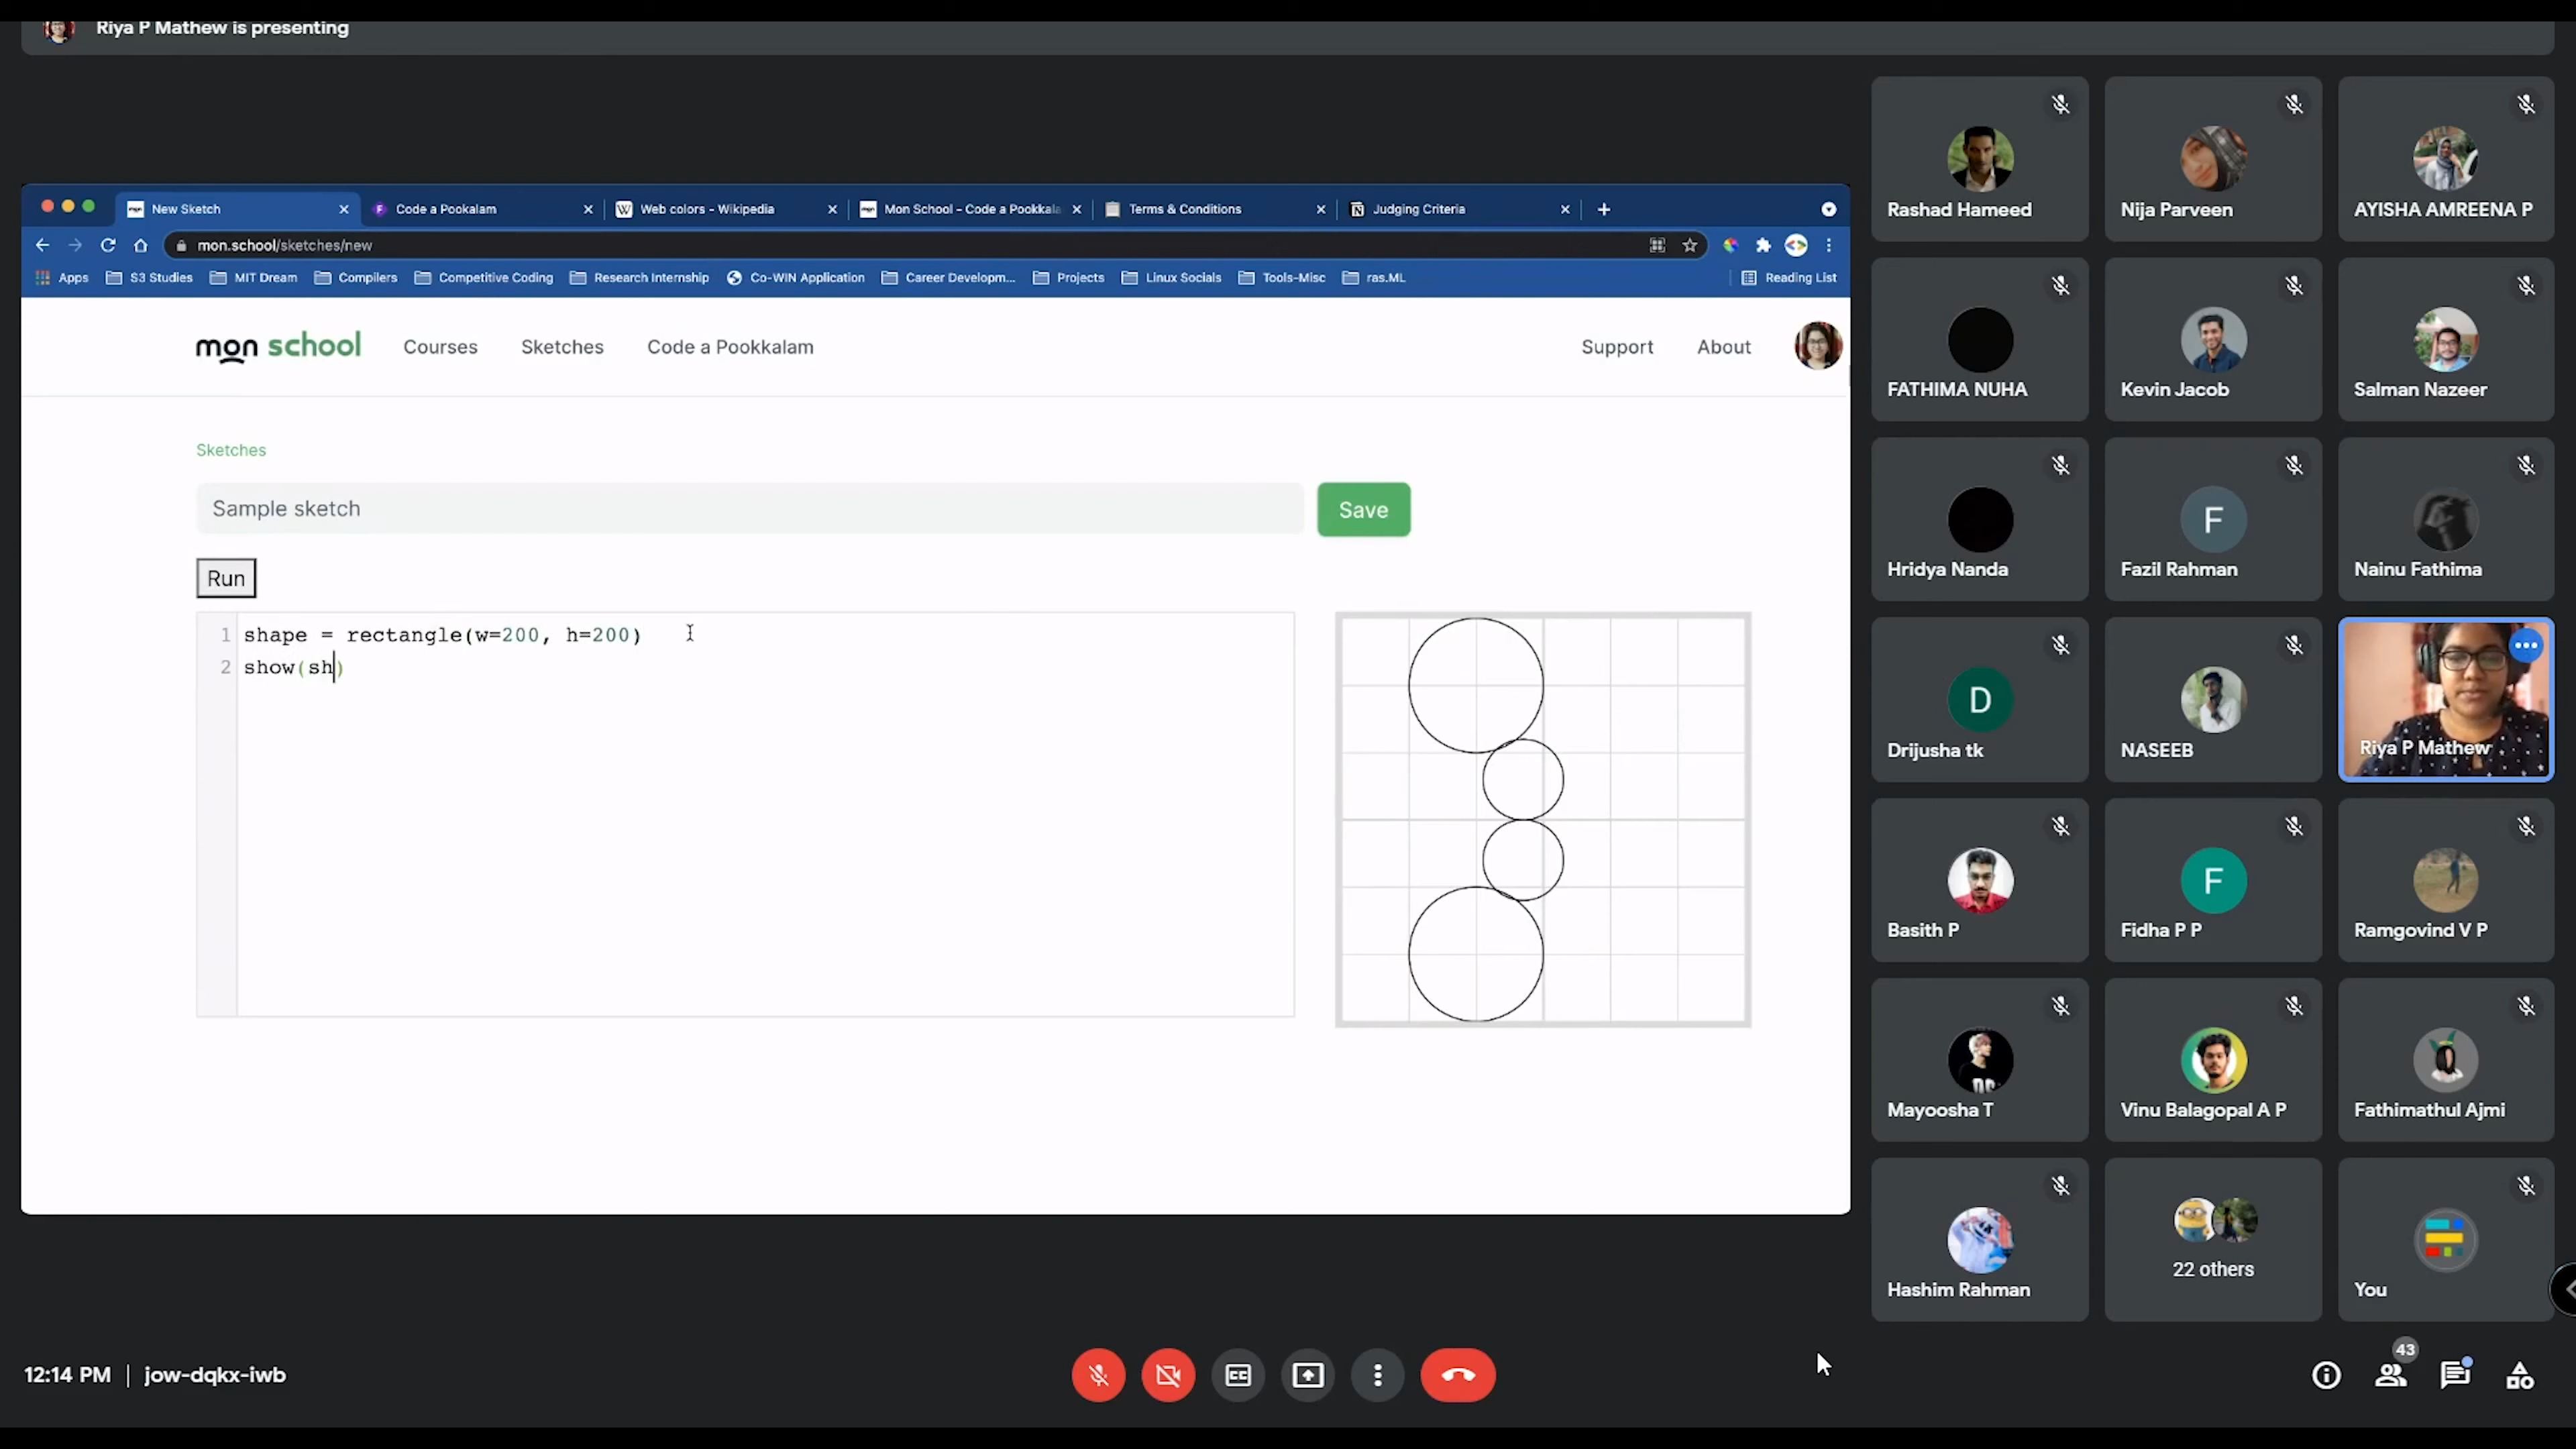 Riya P Mathew is presenting
New Sketch
Code a Pookalam
Web colors - Wikipedia
Mon School - Code a Pookkala
Terms & Conditions
Judging Criteria
mon.school/sketches/new
Apps
S3 Studies
MIT Dream
Compilers
Competitive Coding
Research Internship
Co-WIN Application
Career Developm...
Projects
Linux Socials
Tools-Misc
ras.ML
Reading List
mon school
Courses
Sketches
Code a Pookkalam
Support
About
Sketches
Sample sketch
Save
Run
1 shape = rectangle(w=200, h=200)
2 show(sh)
Rashad Hameed
Nija Parveen
AYISHA AMREENA P
FATHIMA NUHA
Kevin Jacob
Salman Nazeer
Hridya Nanda
F
Fazil Rahman
Nainu Fathima
D
Drijusha tk
NASEEB
Riya P Mathew
Basith P
F
Fidha P P
Ramgovind V P
Mayoosha T
Vinu Balagopal A P
Fathimathul Ajmi
Hashim Rahman
22 others
You
12:14 PM | jow-dqkx-iwb
43